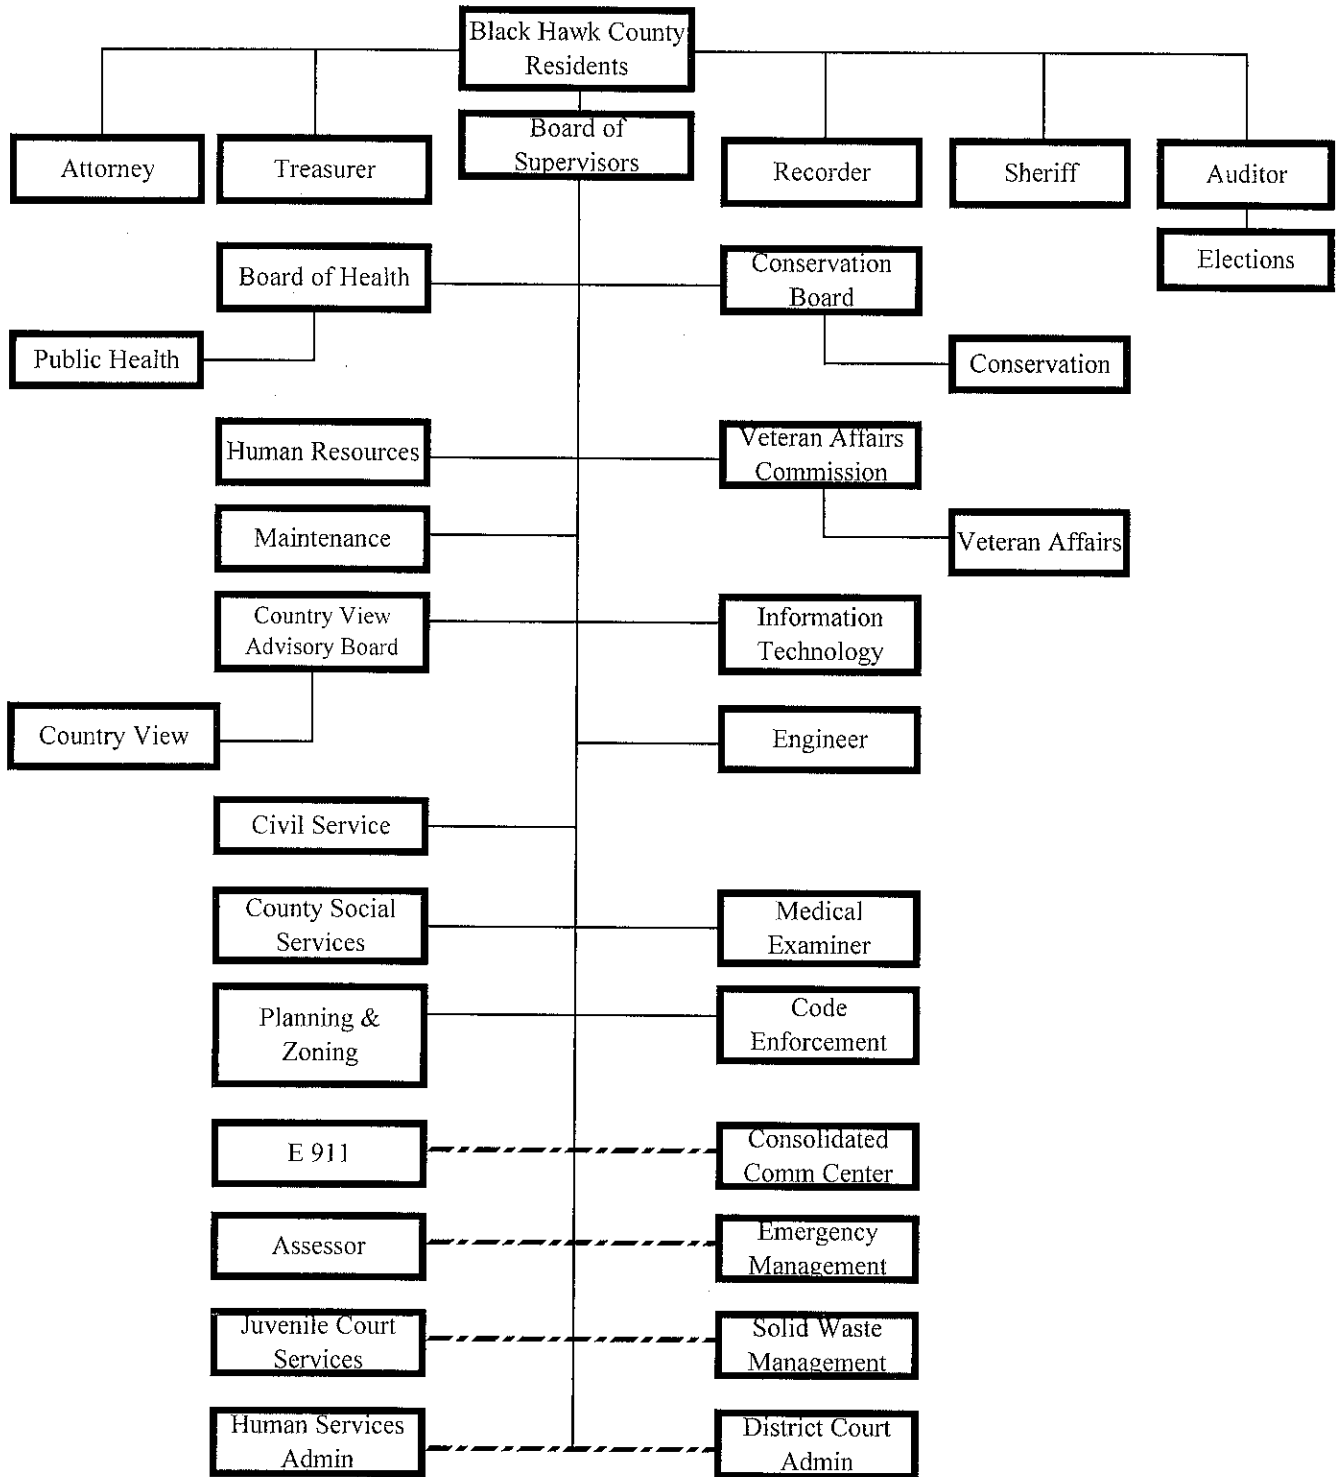 Black Hawk County
Residents
Board of
Supervisors
Attorney
Treasurer
Recorder
Sheriff
Auditor
Elections
Board of Health
Conservation
Board
Public Health
Conservation
Human Resources
Veteran Affairs
Commission
Maintenance
Veteran Affairs
Country View
Advisory Board
Information
Technology
Country View
Engineer
Civil Service
County Social
Services
Medical
Examiner
Planning &
Zoning
Code
Enforcement
E 911
Consolidated
Comm Center
Assessor
Emergency
Management
Juvenile Court
Services
Solid Waste
Management
Human Services
Admin
District Court
Admin